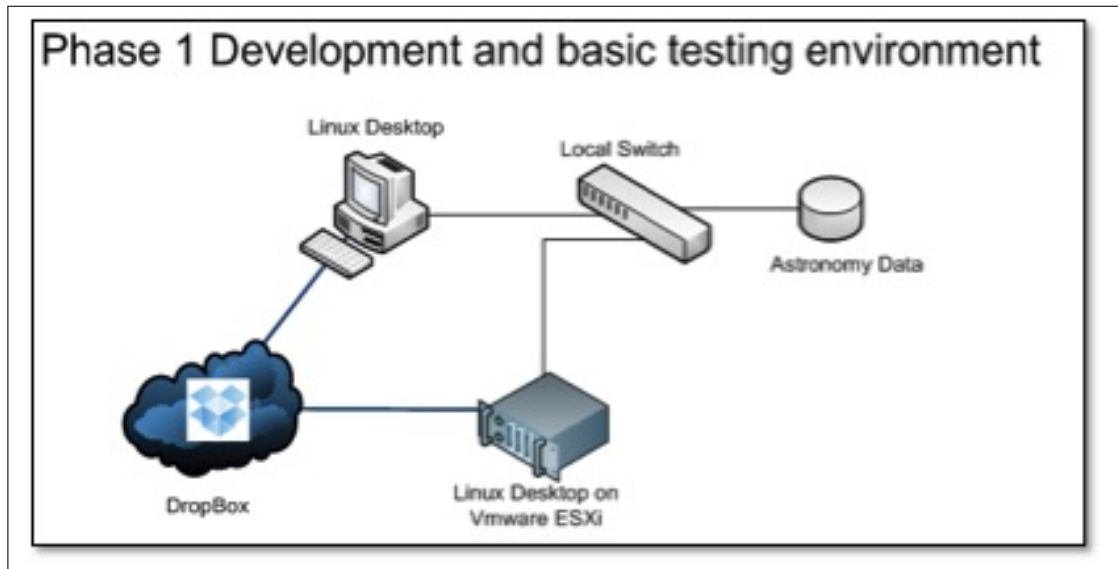 Phase 1 Development and basic testing environment
Linux Desktop
Local Switch
Astronomy Data
DropBox
Linux Desktop on
Vmware ESXi